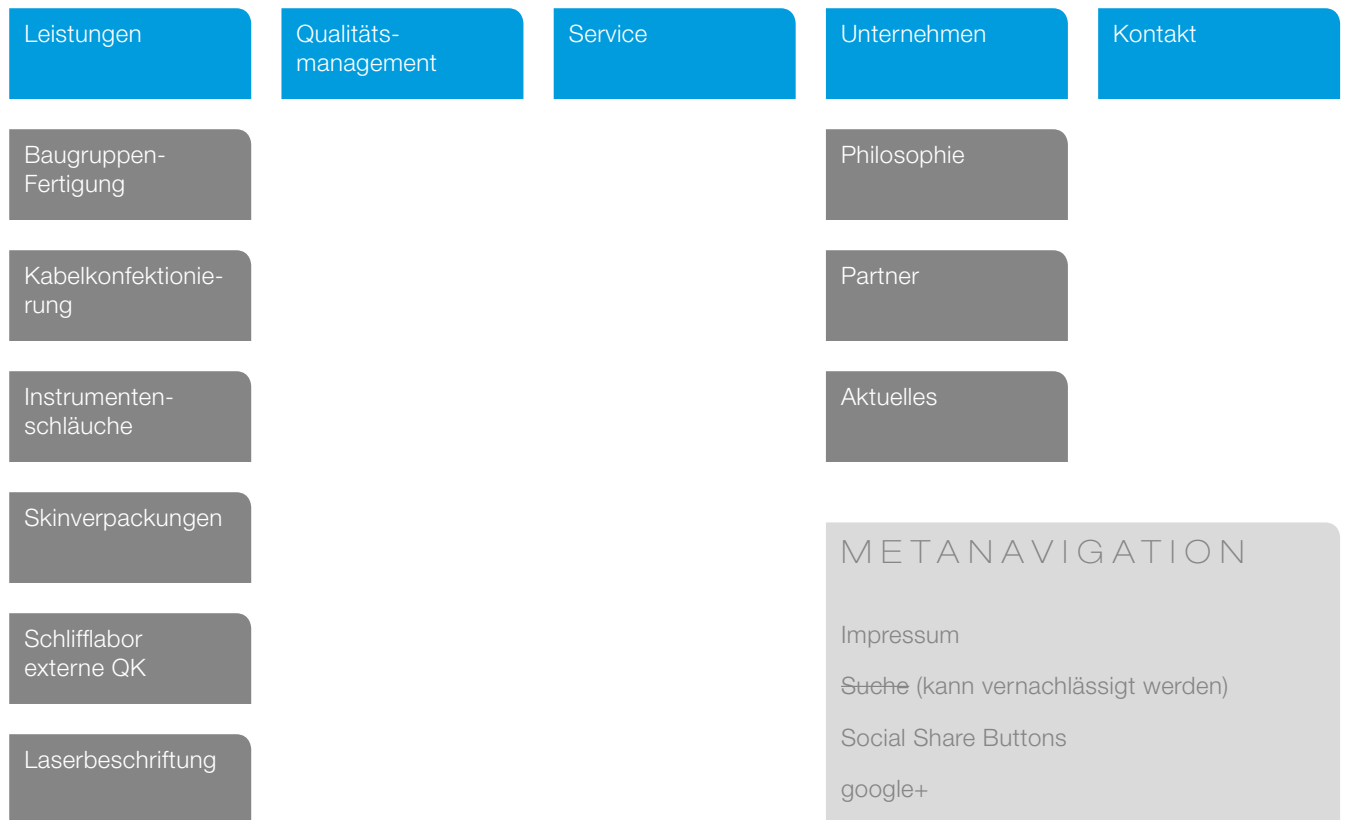 Leistungen
Qualitäts-
management
Service
Unternehmen
Kontakt
Baugruppen-
Fertigung
Kabelkonfektionie-
rung
Instrumenten-
schläuche
Skinverpackungen
Schlifflabor
externe QK
Laserbeschriftung
Philosophie
Partner
Aktuelles
METANAVIGATION
Impressum
Suche (kann vernachlässigt werden)
Social Share Buttons
google+